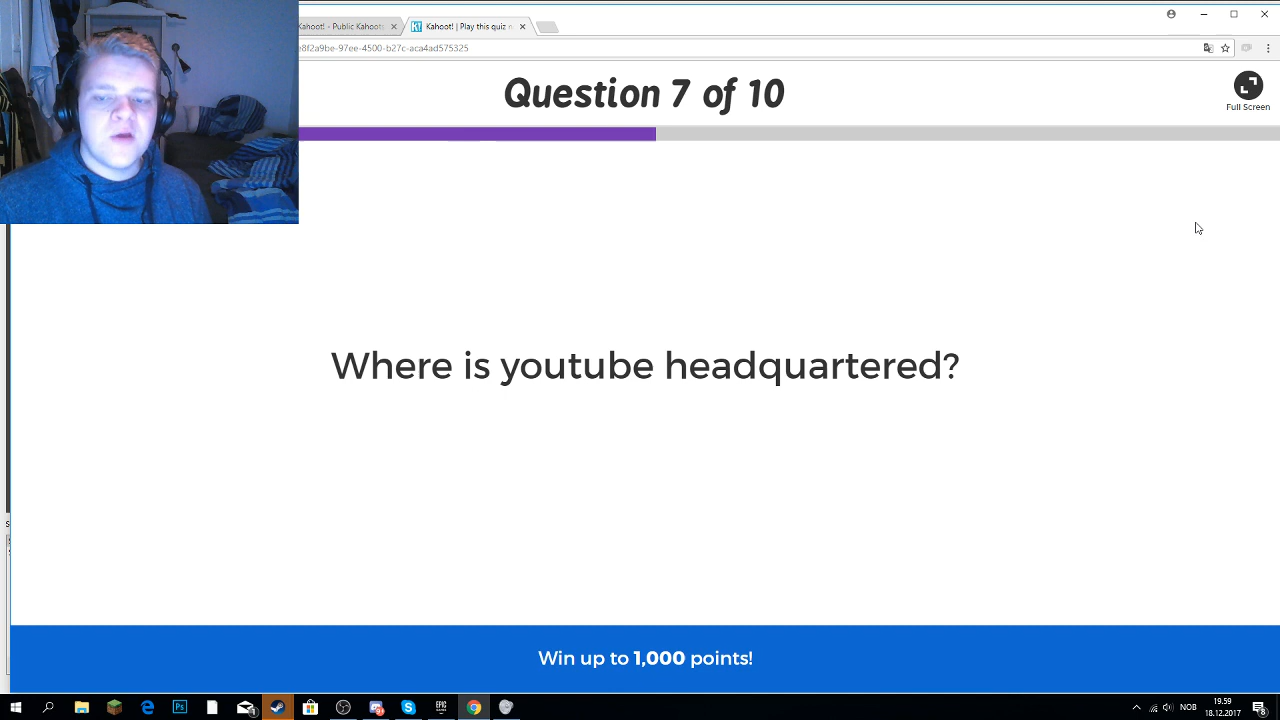 Kahoot! - Public Kahoots
Kahoot! | Play this quiz n
e8f2a9be-97ee-4500-b27c-aca4ad575325
Question 7 of 10
Full Screen
Where is youtube headquartered?
Win up to 1,000 points!
NOB
19.59
18.12.2017